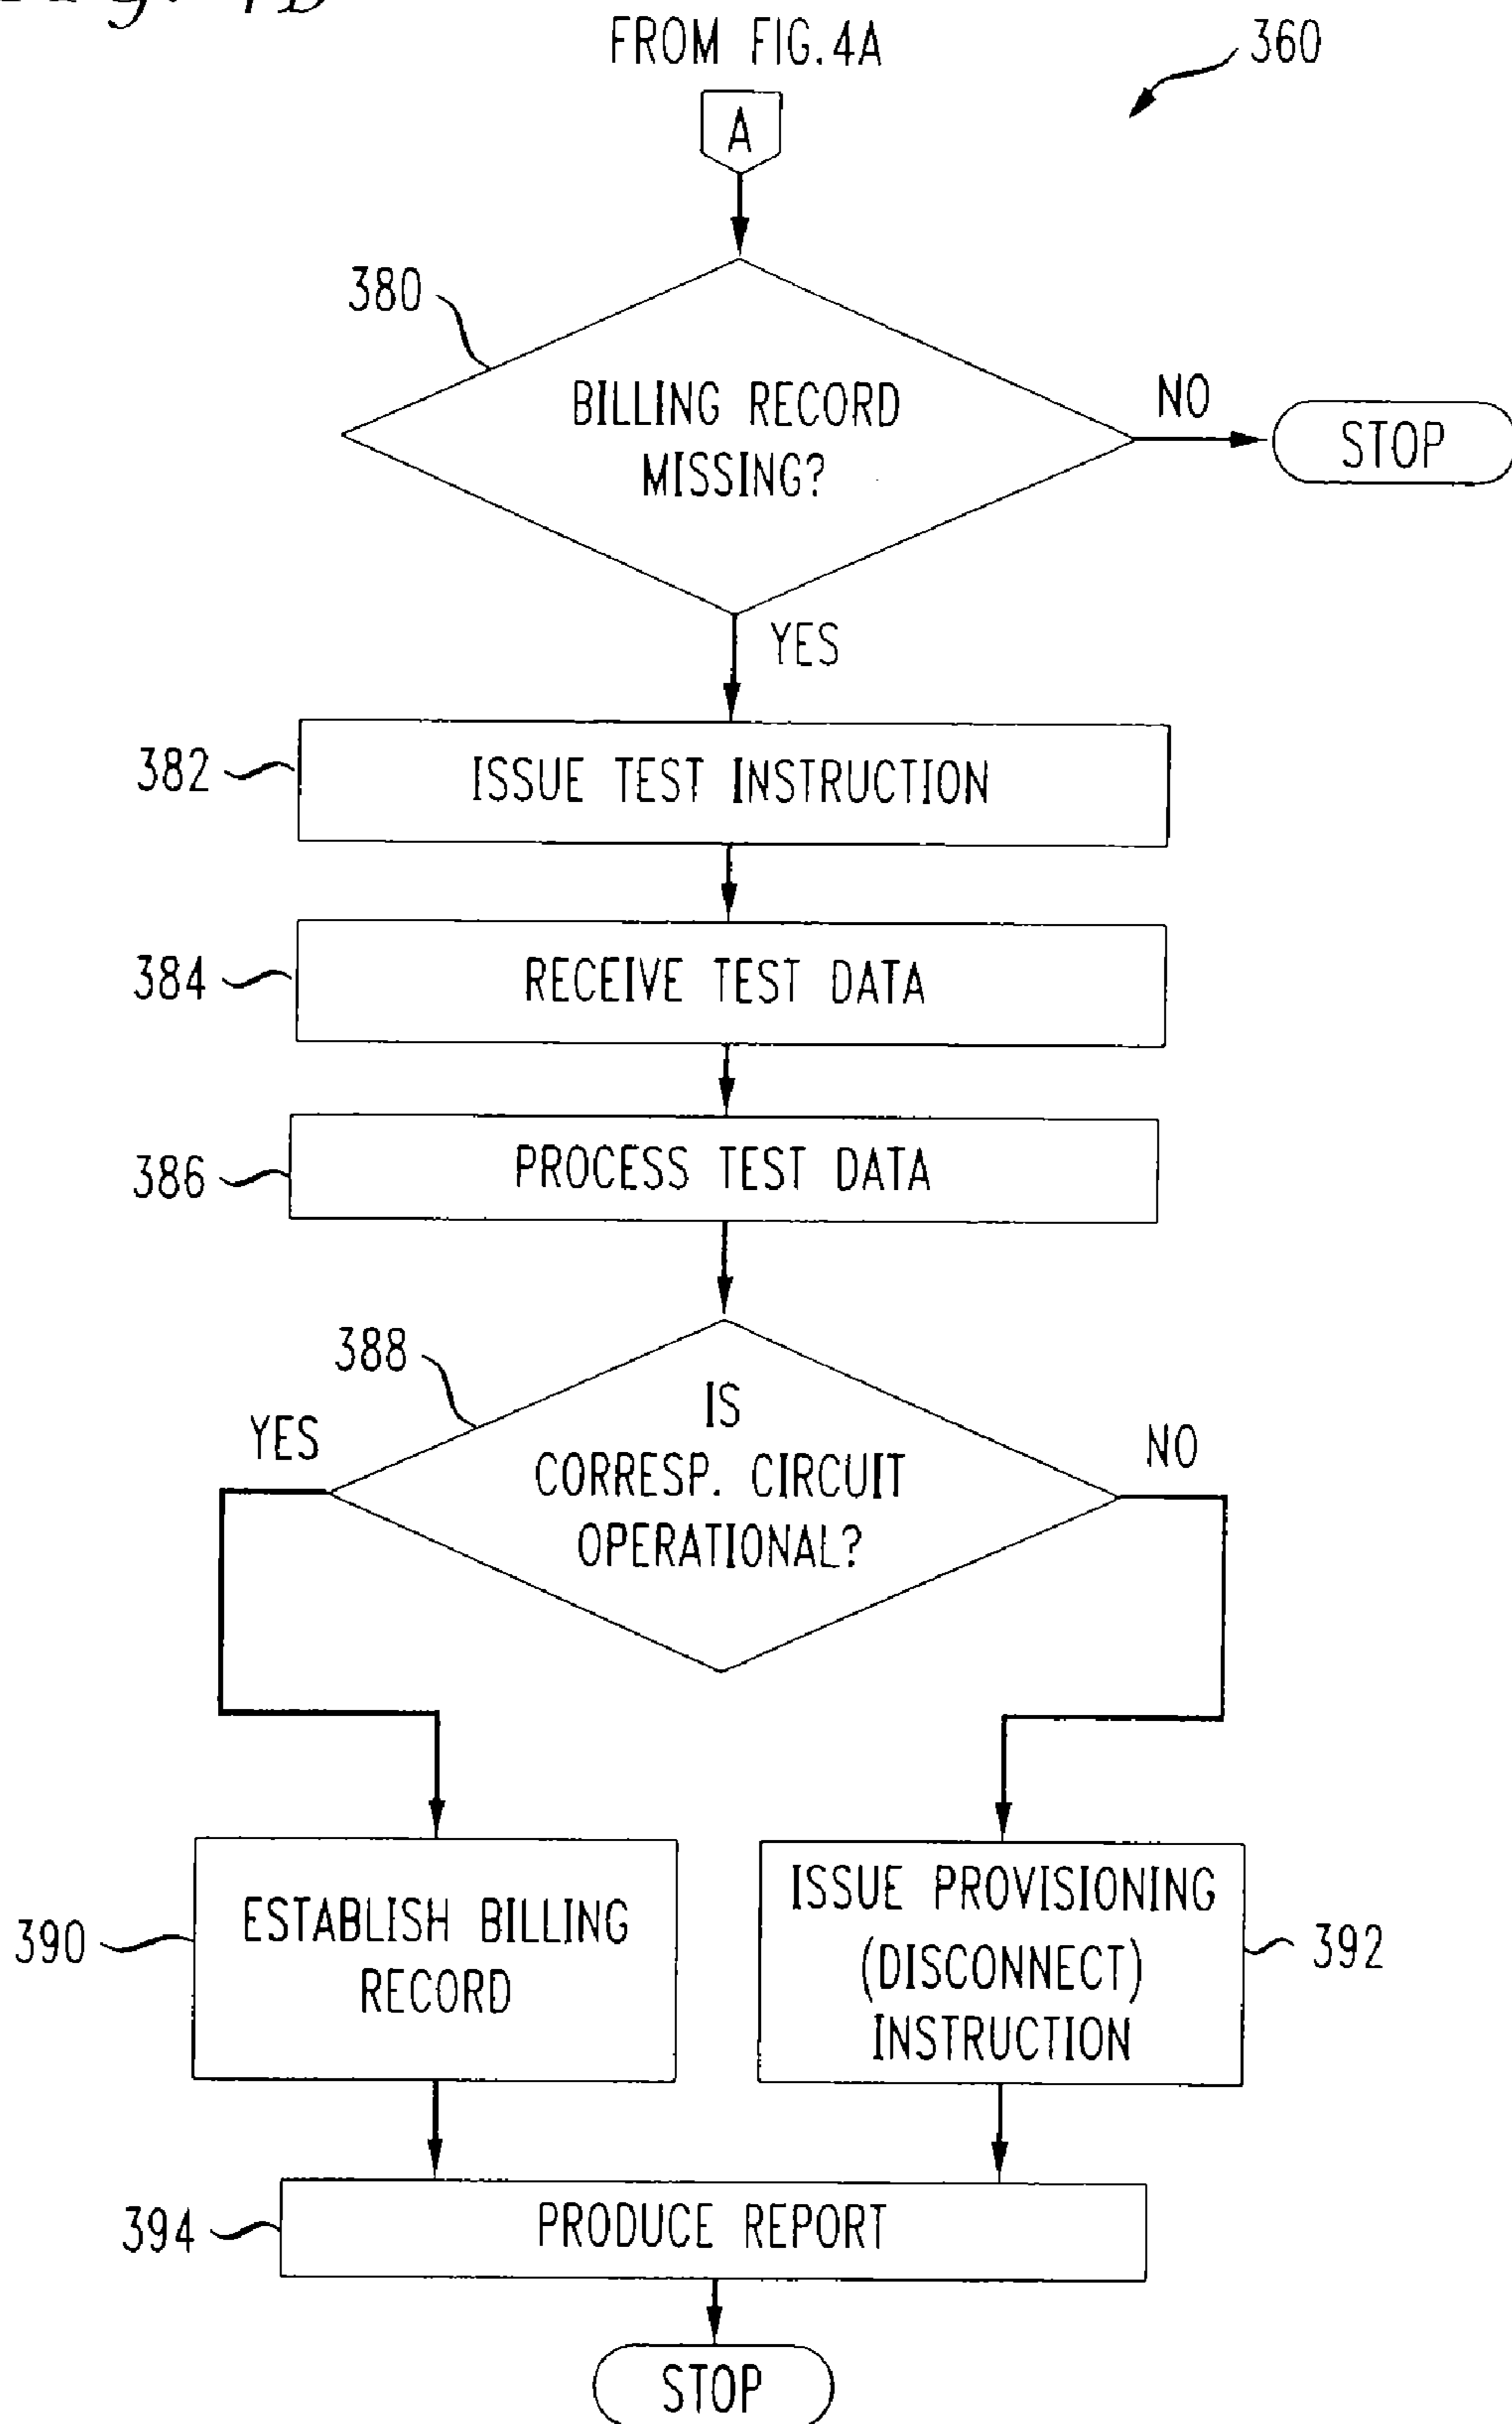 FROM FIG.4A
360
A
380
BILLING RECORD
MISSING?
NO
STOP
YES
382
ISSUE TEST INSTRUCTION
384
RECEIVE TEST DATA
386
PROCESS TEST DATA
388
IS
CORRESP. CIRCUIT
OPERATIONAL?
YES
NO
390
ESTABLISH BILLING
RECORD
ISSUE PROVISIONING
(DISCONNECT)
INSTRUCTION
392
394
PRODUCE REPORT
STOP